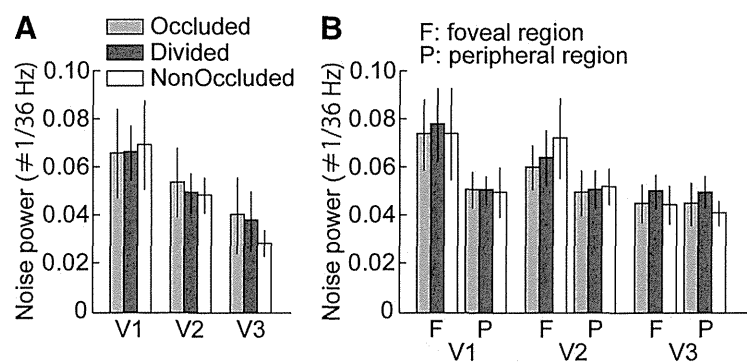 A
Occluded
Divided
NonOccluded
Noise power (≠1/36 Hz)
0.10
0.08
0.06
0.04
0.02
0
V1 V2 V3
B
F: foveal region
P: peripheral region
Noise power (≠1/36 Hz)
0.10
0.08
0.06
0.04
0.02
0
F P F P F P
V1 V2 V3